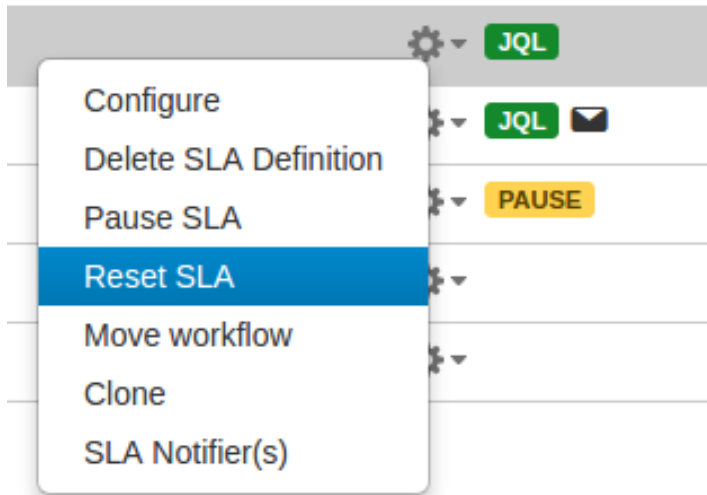 JQL
Configure
JQL
Delete SLA Definition
Pause SLA
PAUSE
Reset SLA
Move workflow
Clone
SLA Notifier(s)